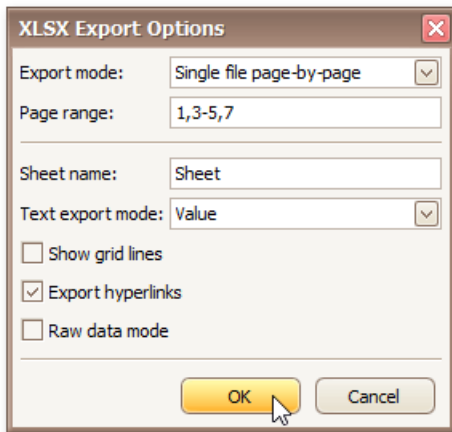 XLSX Export Options
Export mode: Single file page-by-page
Page range: 1,3-5,7
Sheet name: Sheet
Text export mode: Value
Show grid lines
Export hyperlinks
Raw data mode
OK Cancel